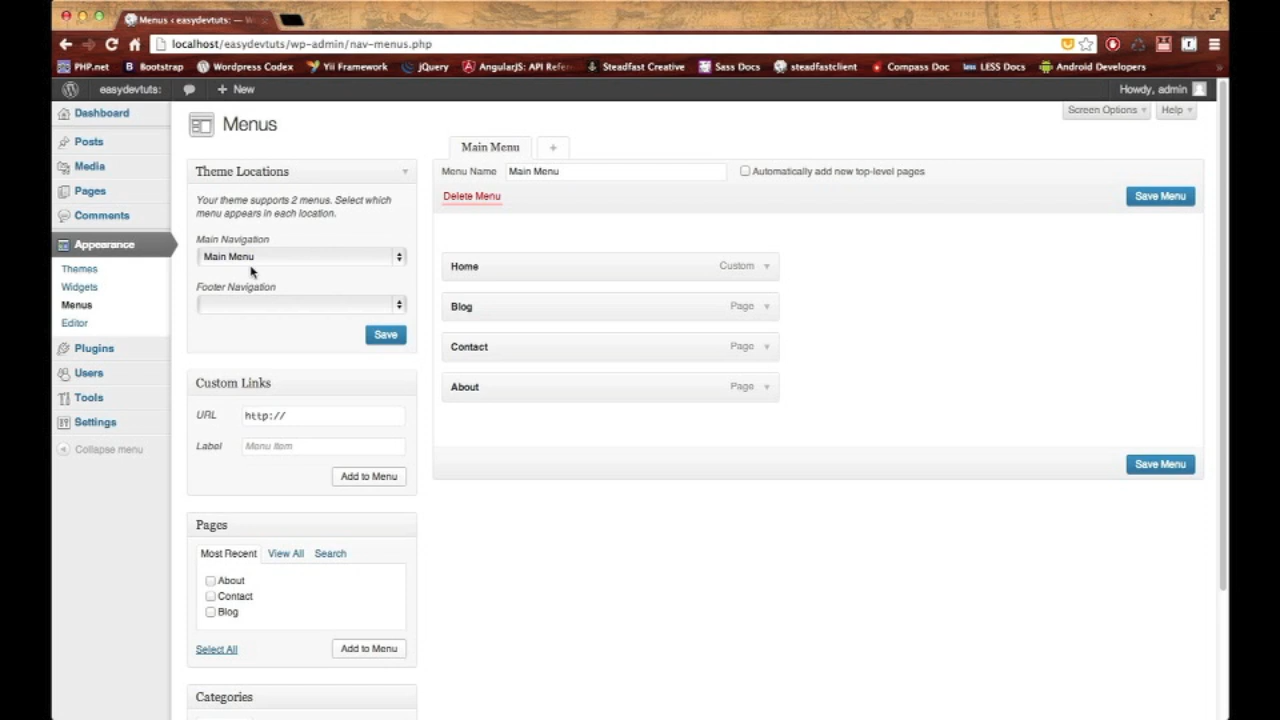 Menus ‹ easydevtuts: — W
localhost/easydevtuts/wp-admin/nav-menus.php
PHP.net Bootstrap Wordpress Codex Yii Framework jQuery AngularJS: API Refer Steadfast Creative Sass Docs steadfastclient Compass Doc less LESS Docs Android Developers »
easydevtuts: + New Howdy, admin
Screen Options Help
Dashboard
Posts
Media
Pages
Comments
Appearance
Themes
Widgets
Menus
Editor
Plugins
Users
Tools
Settings
Collapse menu
Menus
Theme Locations
Your theme supports 2 menus. Select which
menu appears in each location.
Main Navigation
Main Menu
Footer Navigation
Save
Custom Links
URL http://
Label Menu Item
Add to Menu
Pages
Most Recent View All Search
About
Contact
Blog
Select All Add to Menu
Categories
Main Menu +
Menu Name Main Menu Automatically add new top-level pages
Delete Menu Save Menu
Home Custom
Blog Page
Contact Page
About Page
Save Menu